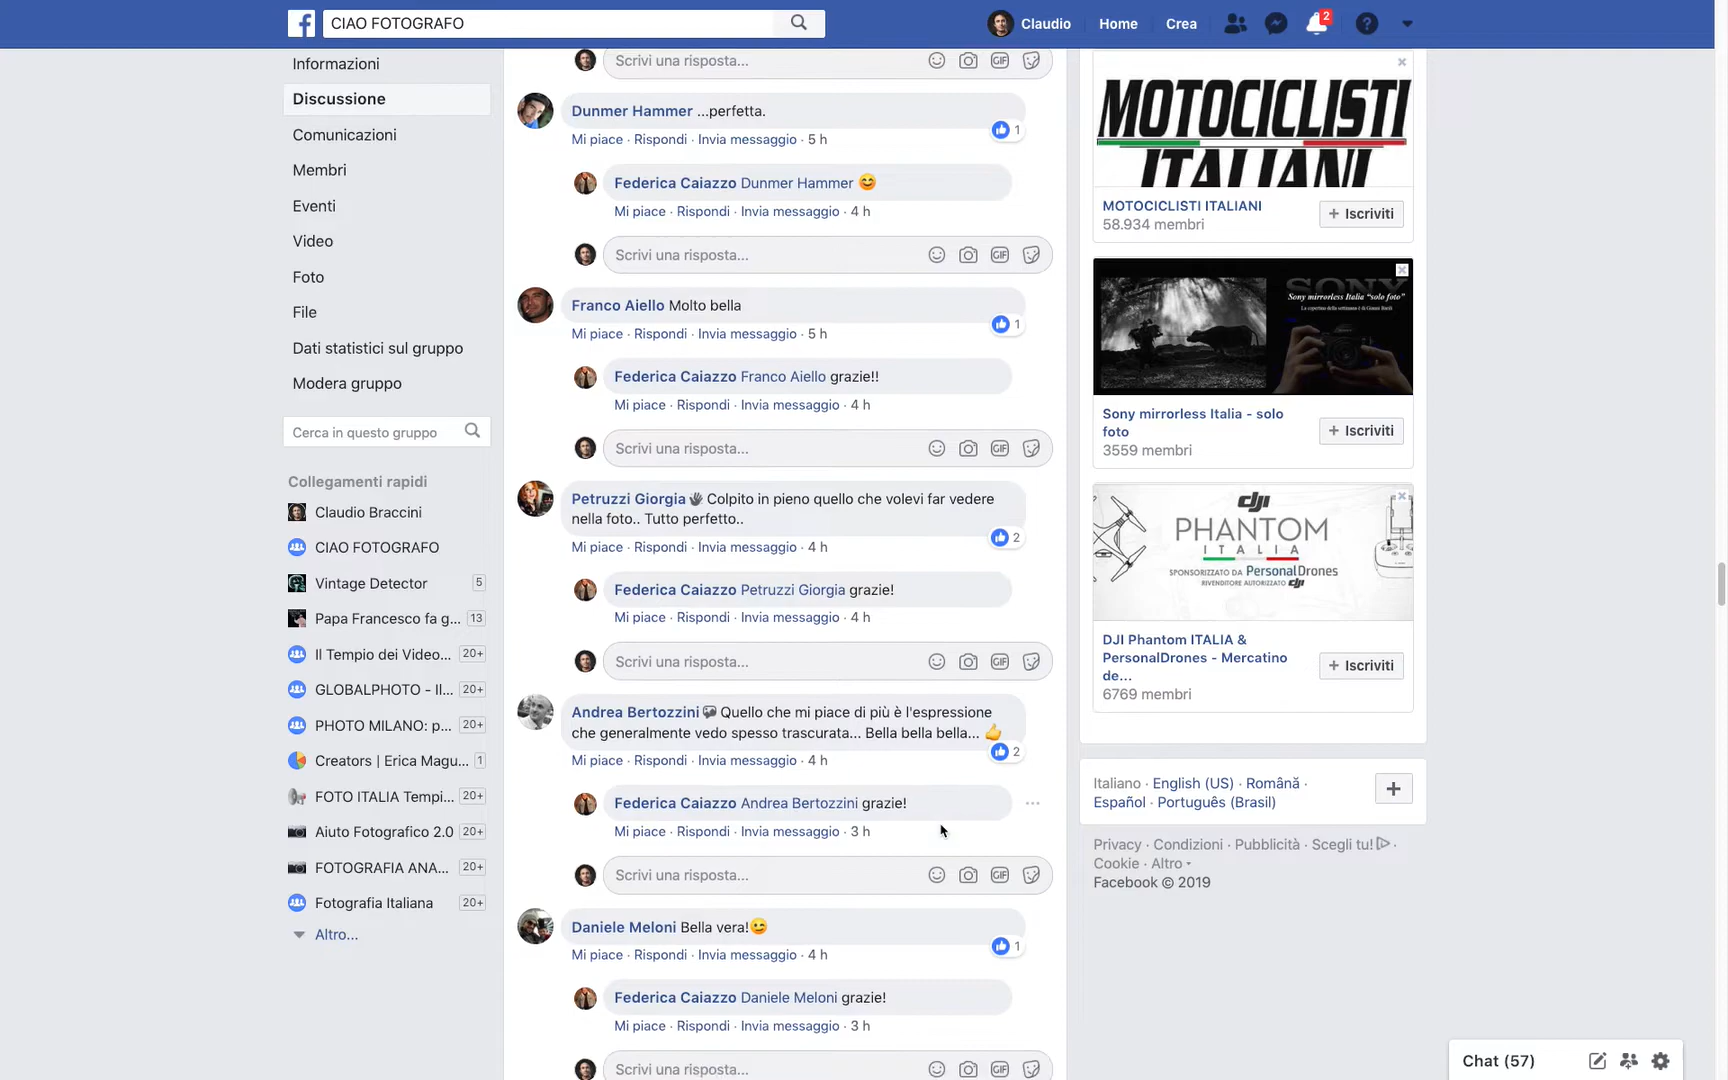 CIAO FOTOGRAFO
Claudio
Home
Crea
2
Informazioni
Discussione
Comunicazioni
Membri
Eventi
Video
Foto
File
Dati statistici sul gruppo
Modera gruppo
Cerca in questo gruppo
Collegamenti rapidi
Claudio Braccini
CIAO FOTOGRAFO
Vintage Detector 5
Papa Francesco fa g... 13
Il Tempio dei Video... 20+
GLOBALPHOTO - Il... 20+
PHOTO MILANO: p... 20+
Creators | Erica Magu... 1
FOTO ITALIA Tempi... 20+
Aiuto Fotografico 2.0 20+
FOTOGRAFIA ANA... 20+
Fotografia Italiana 20+
Altro...
Scrivi una risposta... GIF
Dunmer Hammer ...perfetta.
1
Mi piace · Rispondi · Invia messaggio · 5 h
Federica Caiazzo Dunmer Hammer 😊
Mi piace · Rispondi · Invia messaggio · 4 h
Scrivi una risposta... GIF
Franco Aiello Molto bella
1
Mi piace · Rispondi · Invia messaggio · 5 h
Federica Caiazzo Franco Aiello grazie!!
Mi piace · Rispondi · Invia messaggio · 4 h
Scrivi una risposta... GIF
Petruzzi Giorgia Colpito in pieno quello che volevi far vedere
nella foto.. Tutto perfetto..
2
Mi piace · Rispondi · Invia messaggio · 4 h
Federica Caiazzo Petruzzi Giorgia grazie!
Mi piace · Rispondi · Invia messaggio · 4 h
Scrivi una risposta... GIF
Andrea Bertozzini Quello che mi piace di più è l'espressione
che generalmente vedo spesso trascurata... Bella bella bella... 👍
2
Mi piace · Rispondi · Invia messaggio · 4 h
Federica Caiazzo Andrea Bertozzini grazie!
Mi piace · Rispondi · Invia messaggio · 3 h
Scrivi una risposta... GIF
Daniele Meloni Bella vera!😉
1
Mi piace · Rispondi · Invia messaggio · 4 h
Federica Caiazzo Daniele Meloni grazie!
Mi piace · Rispondi · Invia messaggio · 3 h
Scrivi una risposta... GIF
MOTOCICLISTI
ITALIANI
MOTOCICLISTI ITALIANI
58.934 membri
+ Iscriviti
SONY
Sony mirrorless Italia "solo foto"
Sony mirrorless Italia - solo
foto
3559 membri
+ Iscriviti
dji
PHANTOM
ITALIA
SPONSORIZZATO DA PersonalDrones
RIVENDITORE AUTORIZZATO dji
DJI Phantom ITALIA &
PersonalDrones - Mercatino
de...
6769 membri
+ Iscriviti
Italiano · English (US) · Română ·
Español · Português (Brasil)
Privacy · Condizioni · Pubblicità · Scegli tu! ·
Cookie · Altro
Facebook © 2019
Chat (57)